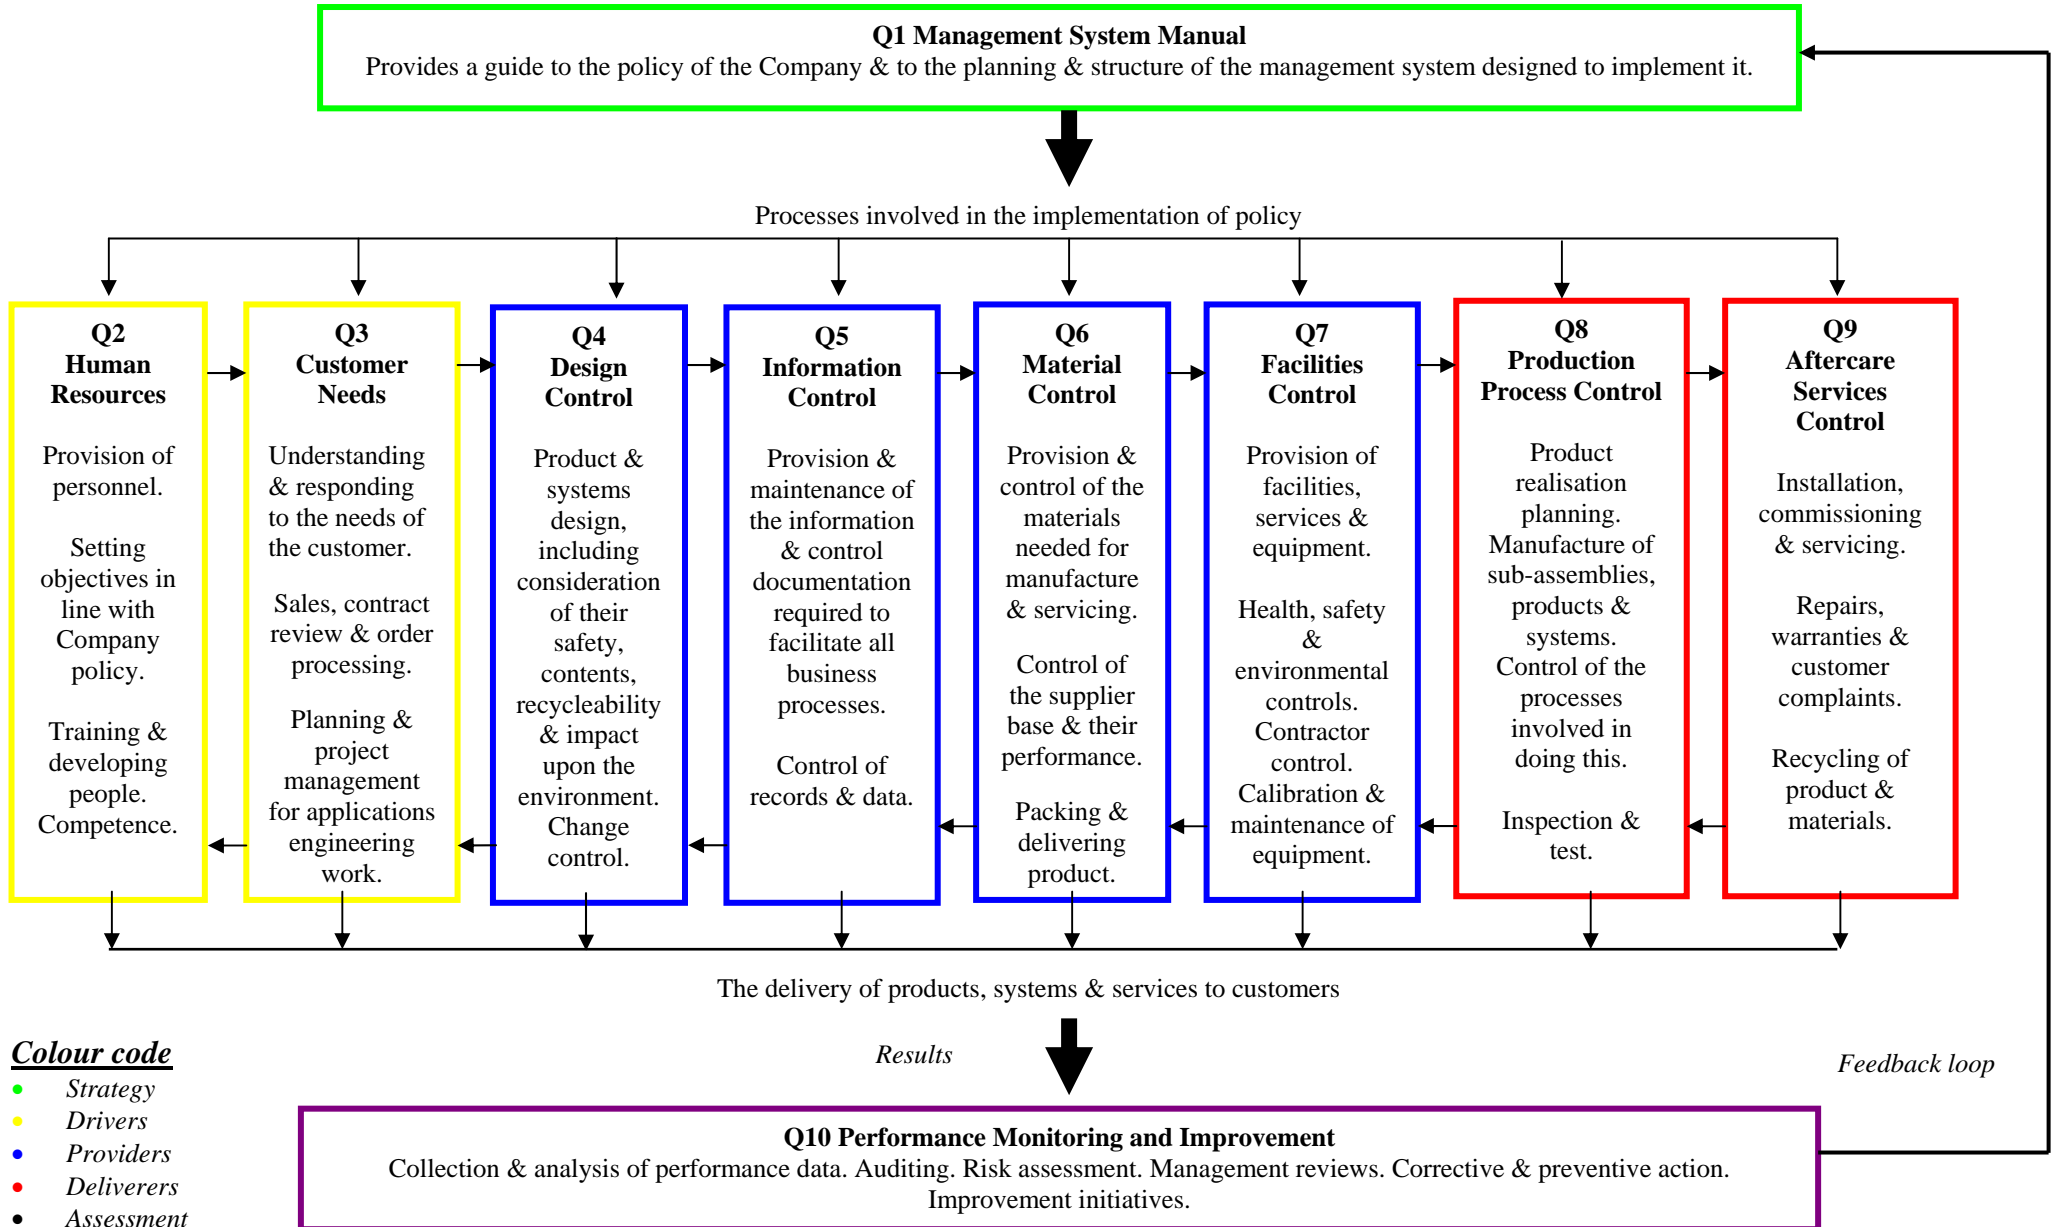 Q1 Management System Manual
Provides a guide to the policy of the Company & to the planning & structure of the management system designed to implement it.
Processes involved in the implementation of policy
Q2
Human
Resources
Provision of
personnel.
Setting
objectives in
line with
Company
policy.
Training &
developing
people.
Competence.
Q3
Customer
Needs
Understanding
& responding
to the needs of
the customer.
Sales, contract
review & order
processing.
Planning &
project
management
for applications
engineering
work.
Q4
Design
Control
Product &
systems
design,
including
consideration
of their
safety,
contents,
recycleability
& impact
upon the
environment.
Change
control.
Q5
Information
Control
Provision &
maintenance of
the information
& control
documentation
required to
facilitate all
business
processes.
Control of
records & data.
Q6
Material
Control
Provision &
control of the
materials
needed for
manufacture
& servicing.
Control of
the supplier
base & their
performance.
Packing &
delivering
product.
Q7
Facilities
Control
Provision of
facilities,
services &
equipment.
Health, safety
&
environmental
controls.
Contractor
control.
Calibration &
maintenance of
equipment.
Q8
Production
Process Control
Product
realisation
planning.
Manufacture of
sub-assemblies,
products &
systems.
Control of the
processes
involved in
doing this.
Inspection &
test.
Q9
Aftercare
Services
Control
Installation,
commissioning
& servicing.
Repairs,
warranties &
customer
complaints.
Recycling of
product &
materials.
The delivery of products, systems & services to customers
Results
Feedback loop
Colour code
• Strategy
• Drivers
• Providers
• Deliverers
• Assessment
Q10 Performance Monitoring and Improvement
Collection & analysis of performance data. Auditing. Risk assessment. Management reviews. Corrective & preventive action.
Improvement initiatives.